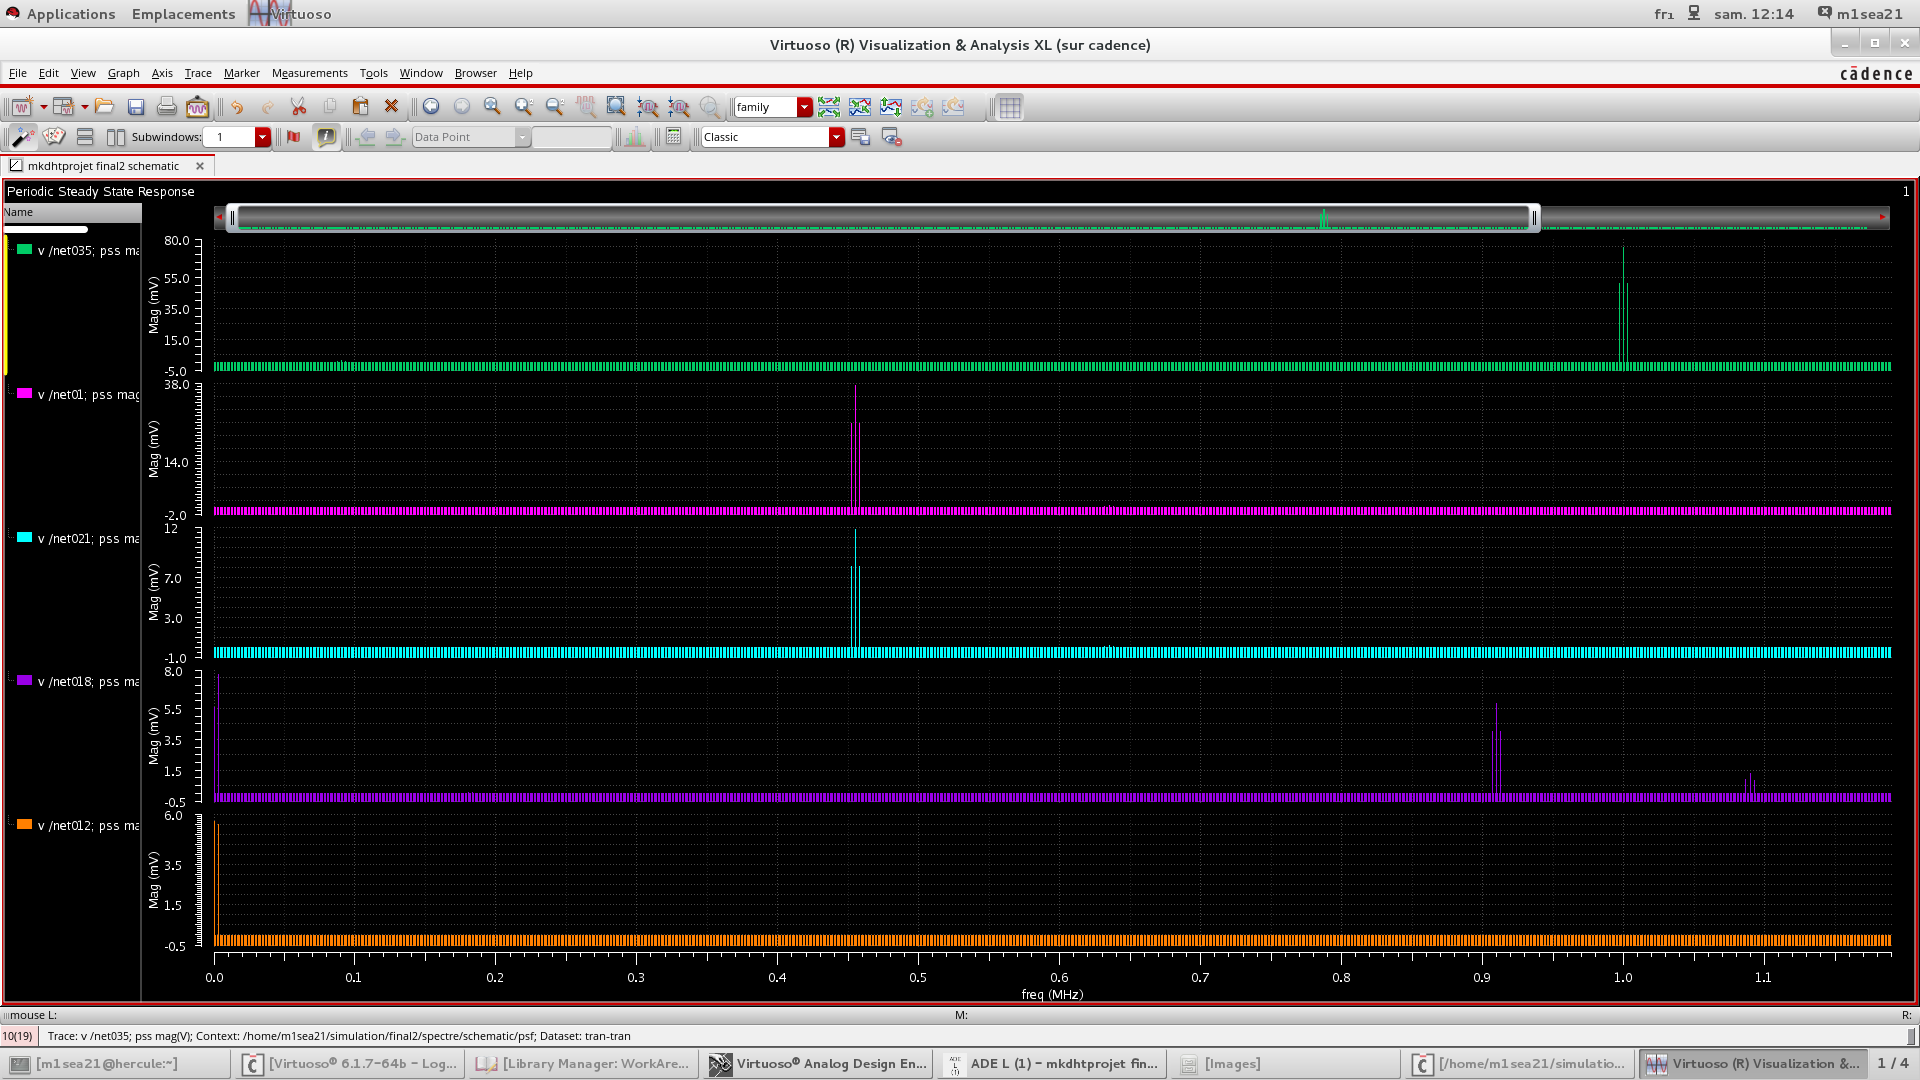 Applications Emplacements Virtuoso fr₁ sam. 12:14 m1sea21
Virtuoso (R) Visualization & Analysis XL (sur cadence)
File Edit View Graph Axis Trace Marker Measurements Tools Window Browser Help cādence
family
Subwindows: 1 Data Point Classic
mkdhtprojet final2 schematic
Periodic Steady State Response 1
Name
v /net035; pss ma
80.0
55.0
35.0
15.0
-5.0
Mag (mV)
v /net01; pss mag
38.0
14.0
-2.0
Mag (mV)
v /net021; pss ma
12
7.0
3.0
-1.0
Mag (mV)
v /net018; pss ma
8.0
5.5
3.5
1.5
-0.5
Mag (mV)
v /net012; pss ma
6.0
3.5
1.5
-0.5
Mag (mV)
0.0 0.1 0.2 0.3 0.4 0.5 0.6 0.7 0.8 0.9 1.0 1.1
freq (MHz)
mouse L: M: R:
10(19) Trace: v /net035; pss mag(V); Context: /home/m1sea21/simulation/final2/spectre/schematic/psf; Dataset: tran-tran
[m1sea21@hercule:~] [Virtuoso® 6.1.7-64b - Log... [Library Manager: WorkAre... Virtuoso® Analog Design En... ADE L (1) - mkdhtprojet fin... [Images] [/home/m1sea21/simulatio... Virtuoso (R) Visualization &... 1 / 4